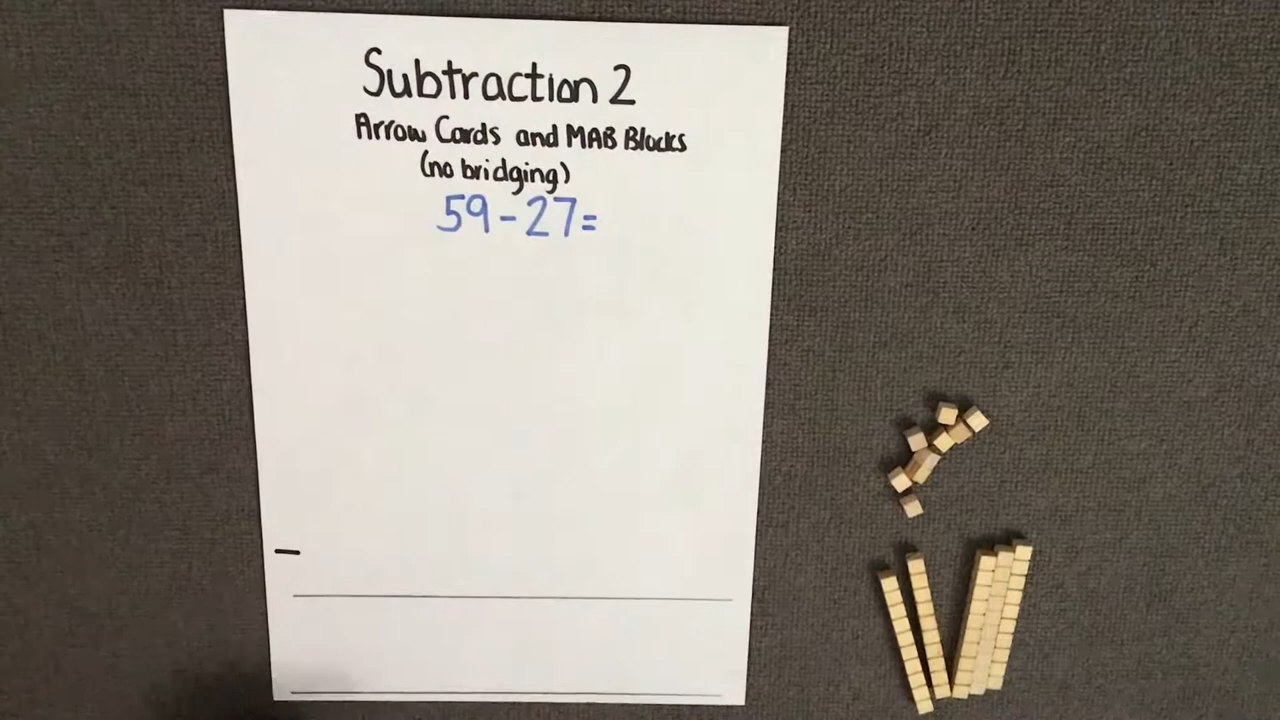 Subtraction 2
Arrow Cards and MAB Blocks
(no bridging)
59-27=
-